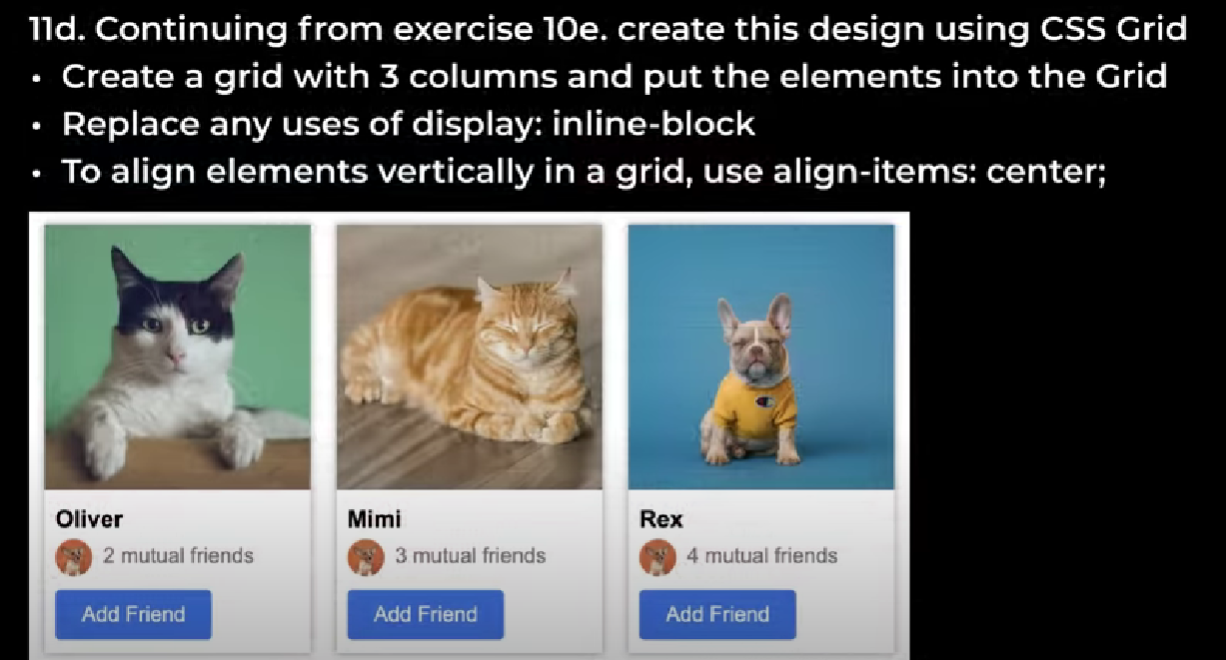 11d. Continuing from exercise 10e. create this design using CSS Grid
• Create a grid with 3 columns and put the elements into the Grid
• Replace any uses of display: inline-block
• To align elements vertically in a grid, use align-items: center;
Oliver
2 mutual friends
Add Friend
Mimi
3 mutual friends
Add Friend
Rex
4 mutual friends
Add Friend